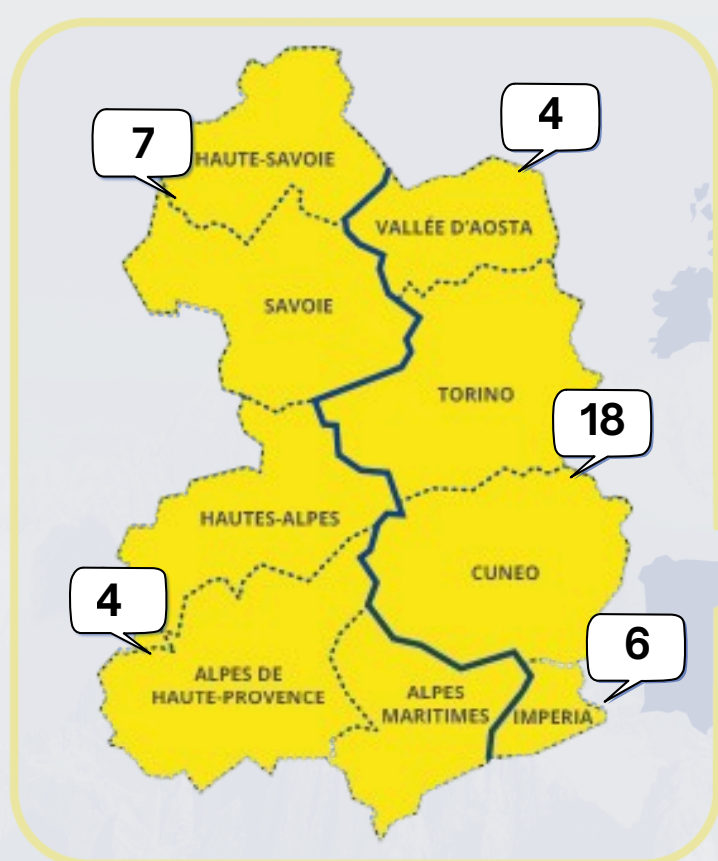 4
7
HAUTE-SAVOIE
VALLÉE D'AOSTA
SAVOIE
TORINO
18
HAUTES-ALPES
CUNEO
4
6
ALPES DE
HAUTE-PROVENCE
ALPES
MARITIMES
IMPERIA